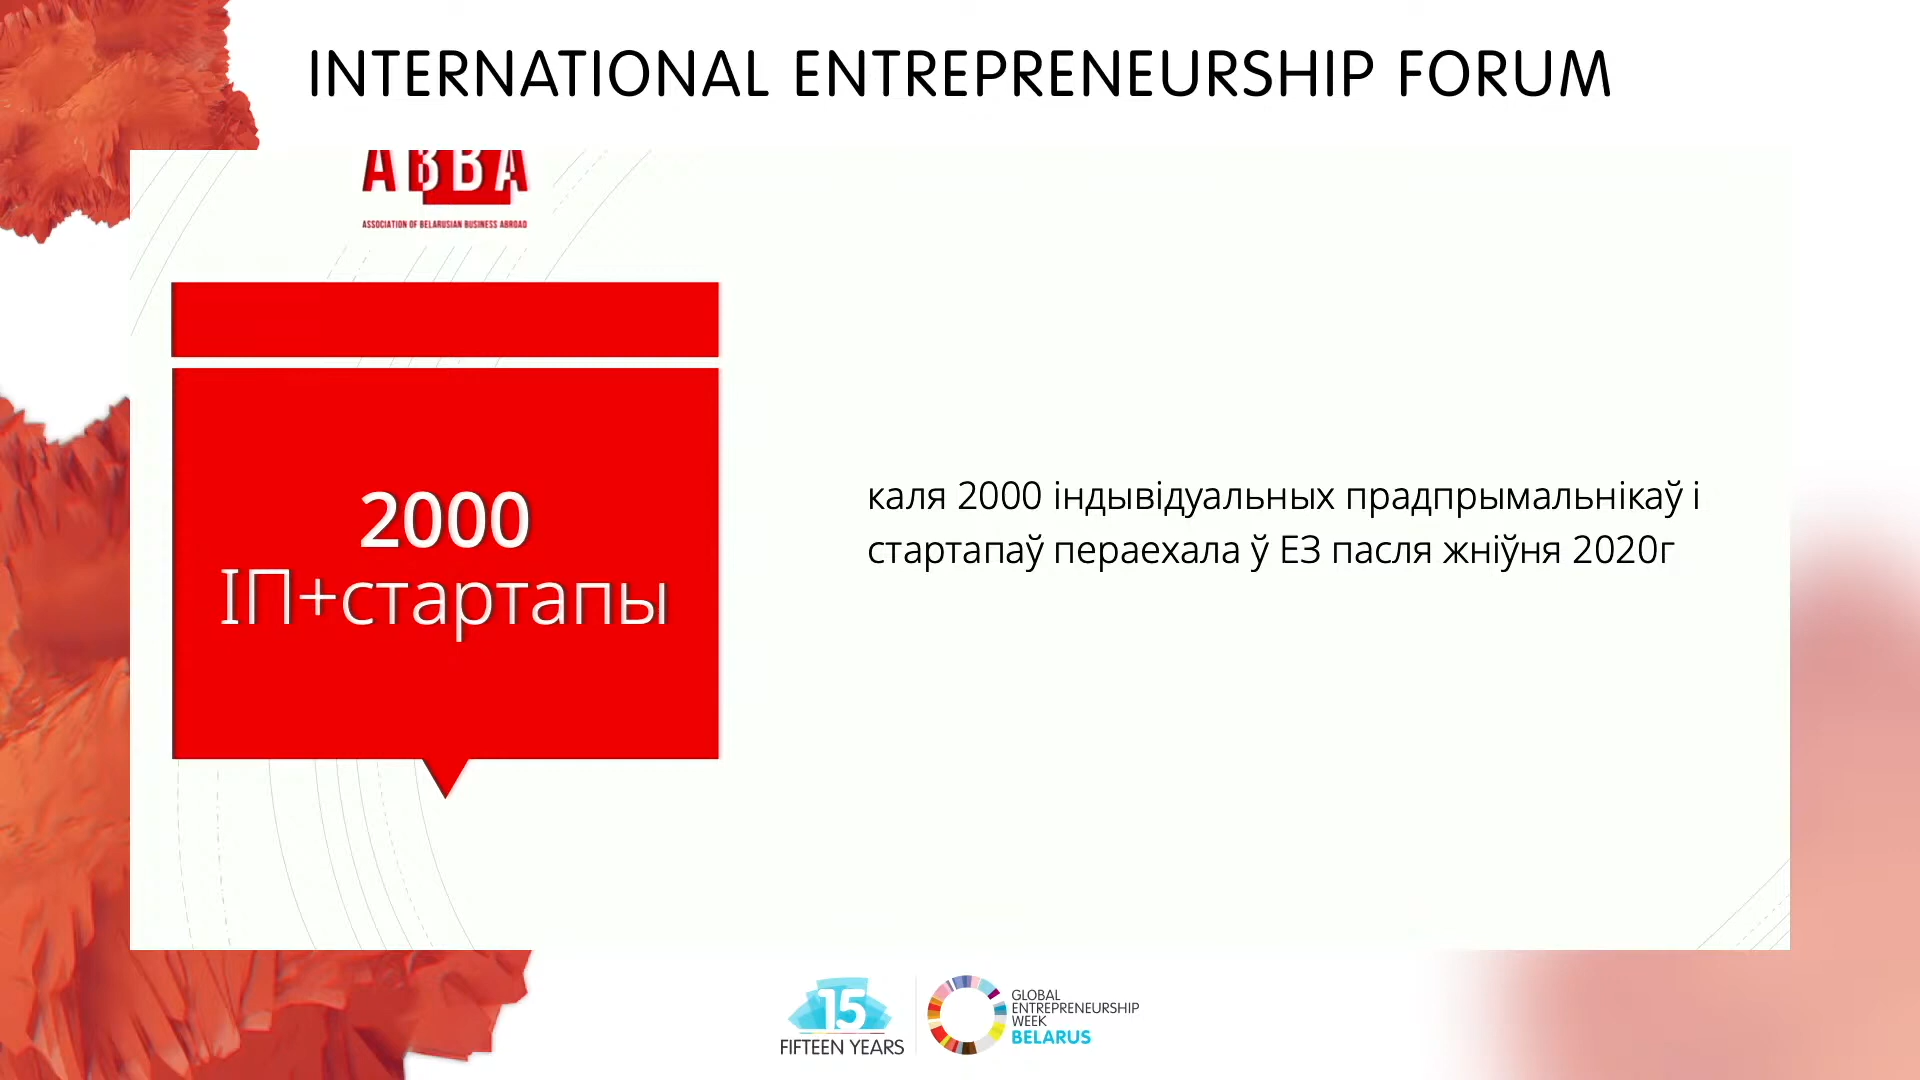 INTERNATIONAL ENTREPRENEURSHIP FORUM
ABBA
ASSOCIATION OF BELARUSIAN BUSINESS ABROAD
2000
ІП+стартапы
каля 2000 індывідуальных прадпрымальнікаў і
стартапаў пераехала ў ЕЗ пасля жніўня 2020г
15
FIFTEEN YEARS
GLOBAL
ENTREPRENEURSHIP
WEEK
BELARUS